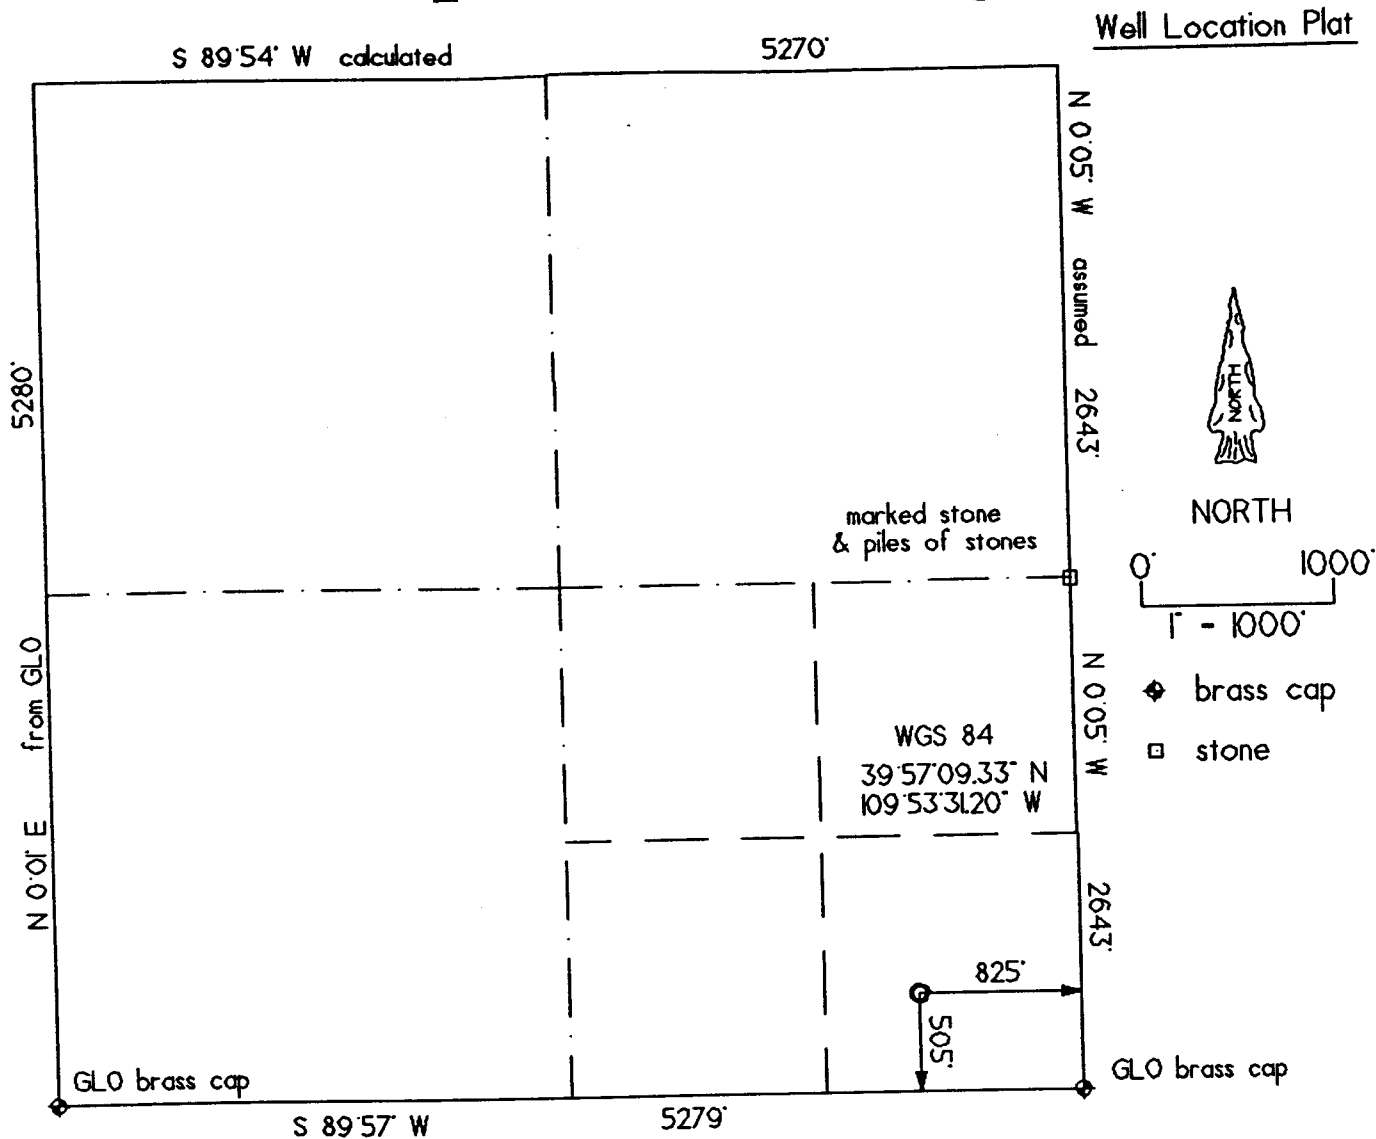 Well Location Plat
S 89°54' W calculated
5270'
N 0°05' W assumed 2643'
5280'
NORTH
NORTH
marked stone
& piles of stones
0'
1000'
1" - 1000'
N 0°01' E from GLO
N 0°05' W 2643'
brass cap
stone
WGS 84
39°57'09.33" N
109°53'31.20" W
825'
505'
GLO brass cap
GLO brass cap
S 89°57' W
5279'